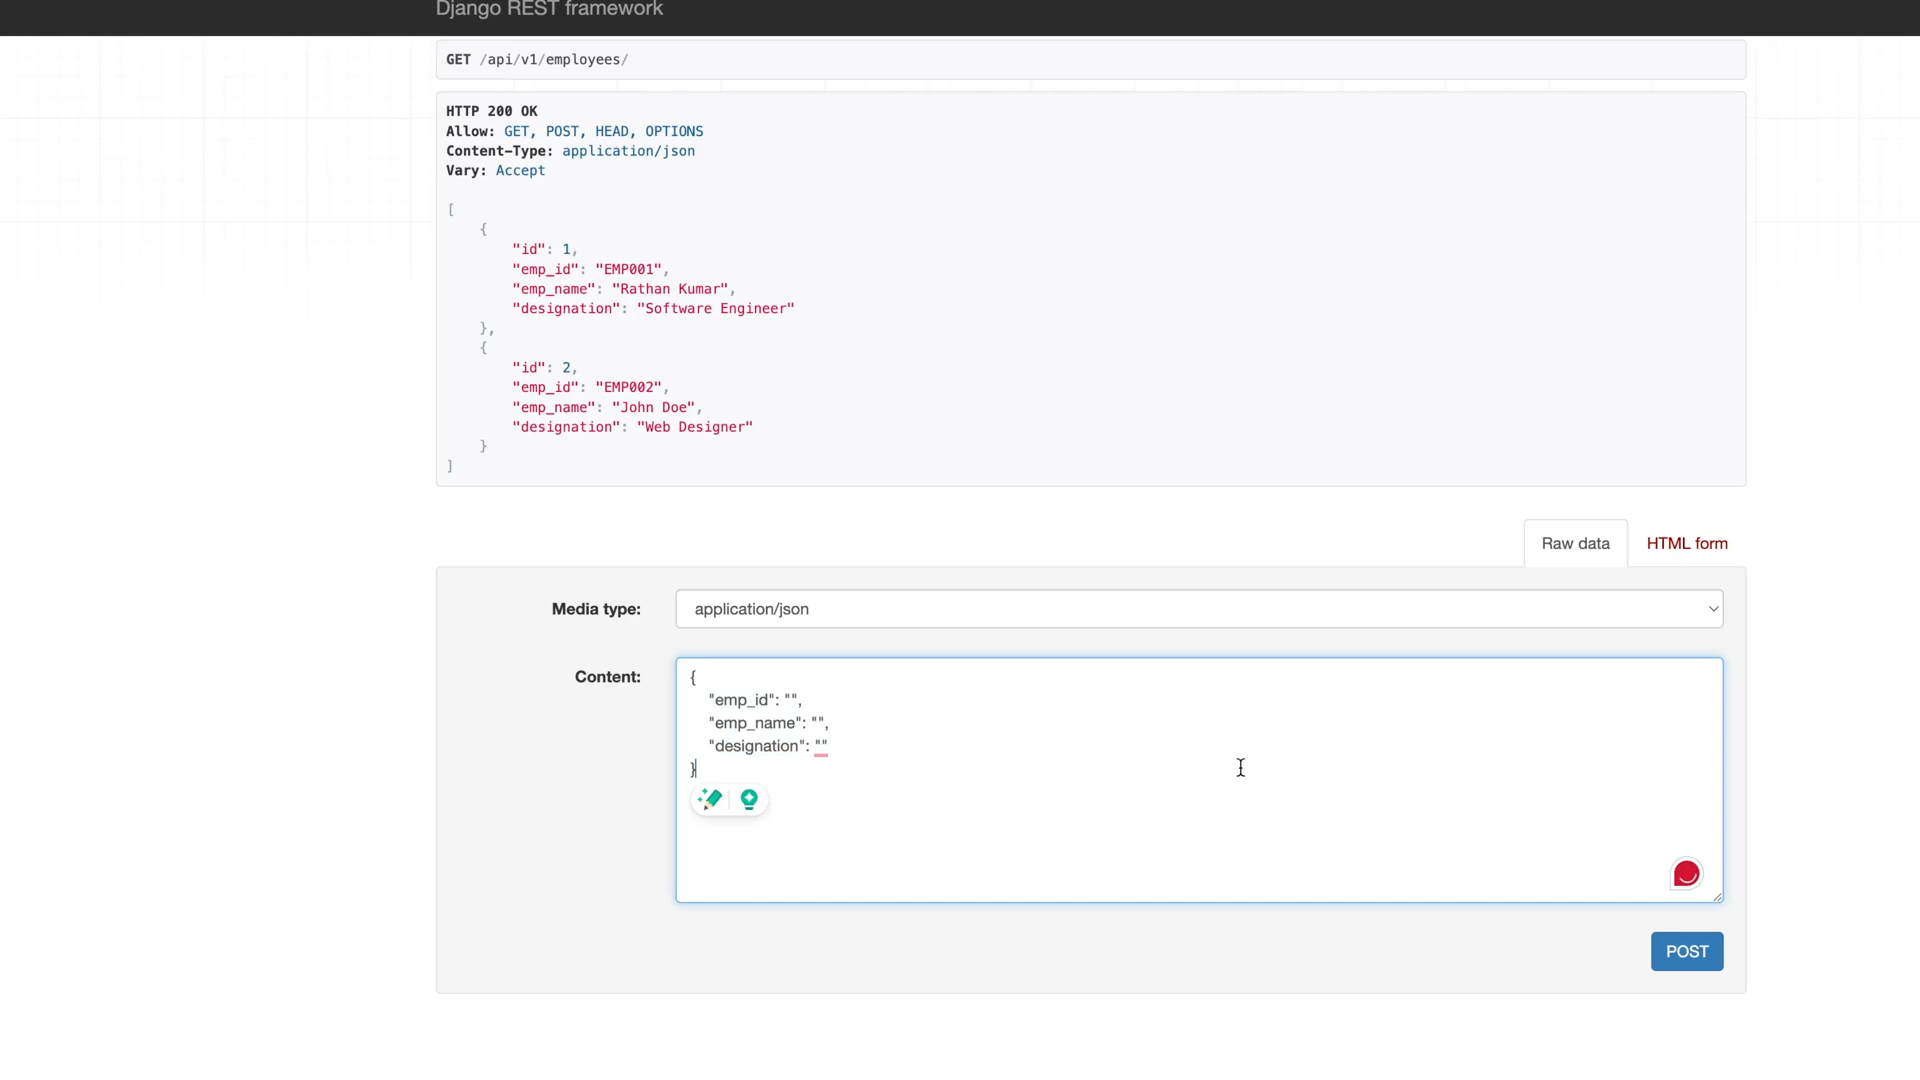 Django REST framework
GET /api/v1/employees/
HTTP 200 OK
Allow: GET, POST, HEAD, OPTIONS
Content-Type: application/json
Vary: Accept
[
    {
        "id": 1,
        "emp_id": "EMP001",
        "emp_name": "Rathan Kumar",
        "designation": "Software Engineer"
    },
    {
        "id": 2,
        "emp_id": "EMP002",
        "emp_name": "John Doe",
        "designation": "Web Designer"
    }
]
Raw data HTML form
Media type: application/json
Content: {
    "emp_id": "",
    "emp_name": "",
    "designation": ""
}
POST